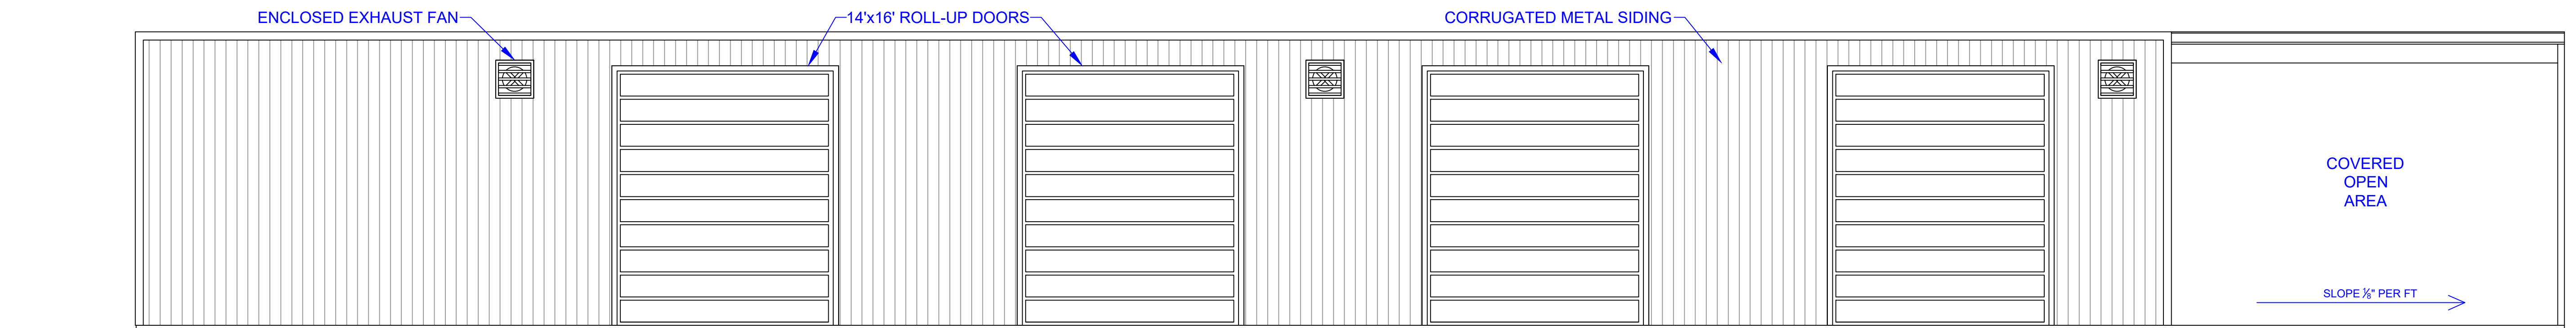 ENCLOSED EXHAUST FAN
14'x16' ROLL-UP DOORS
CORRUGATED METAL SIDING
COVERED
OPEN
AREA
SLOPE ⅛" PER FT